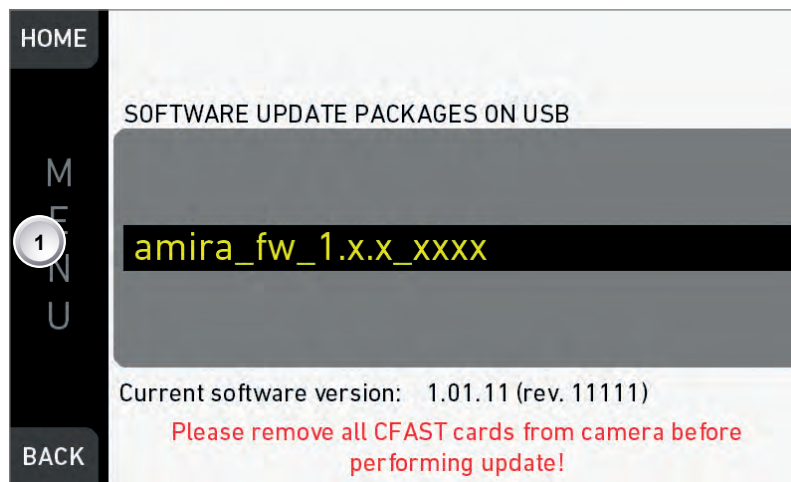 HOME
SOFTWARE UPDATE PACKAGES ON USB
MENU
1
amira_fw_1.x.x_xxxx
Current software version: 1.01.11 (rev. 11111)
Please remove all CFAST cards from camera before
performing update!
BACK